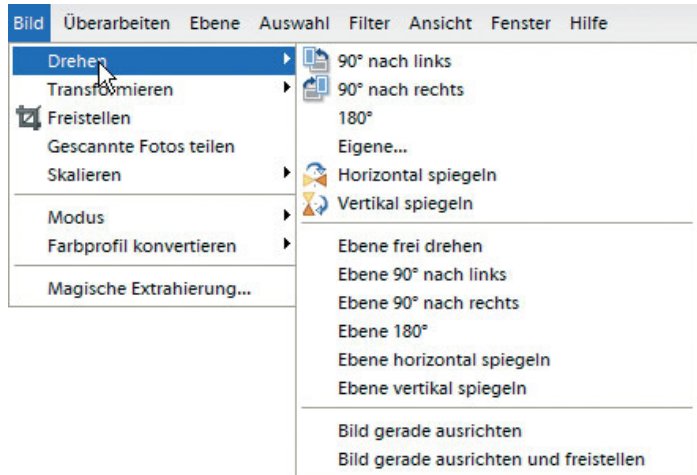 Bild Überarbeiten Ebene Auswahl Filter Ansicht Fenster Hilfe
Drehen
Transformieren
Freistellen
Gescannte Fotos teilen
Skalieren
Modus
Farbprofil konvertieren
Magische Extrahierung...
90° nach links
90° nach rechts
180°
Eigene...
Horizontal spiegeln
Vertikal spiegeln
Ebene frei drehen
Ebene 90° nach links
Ebene 90° nach rechts
Ebene 180°
Ebene horizontal spiegeln
Ebene vertikal spiegeln
Bild gerade ausrichten
Bild gerade ausrichten und freistellen